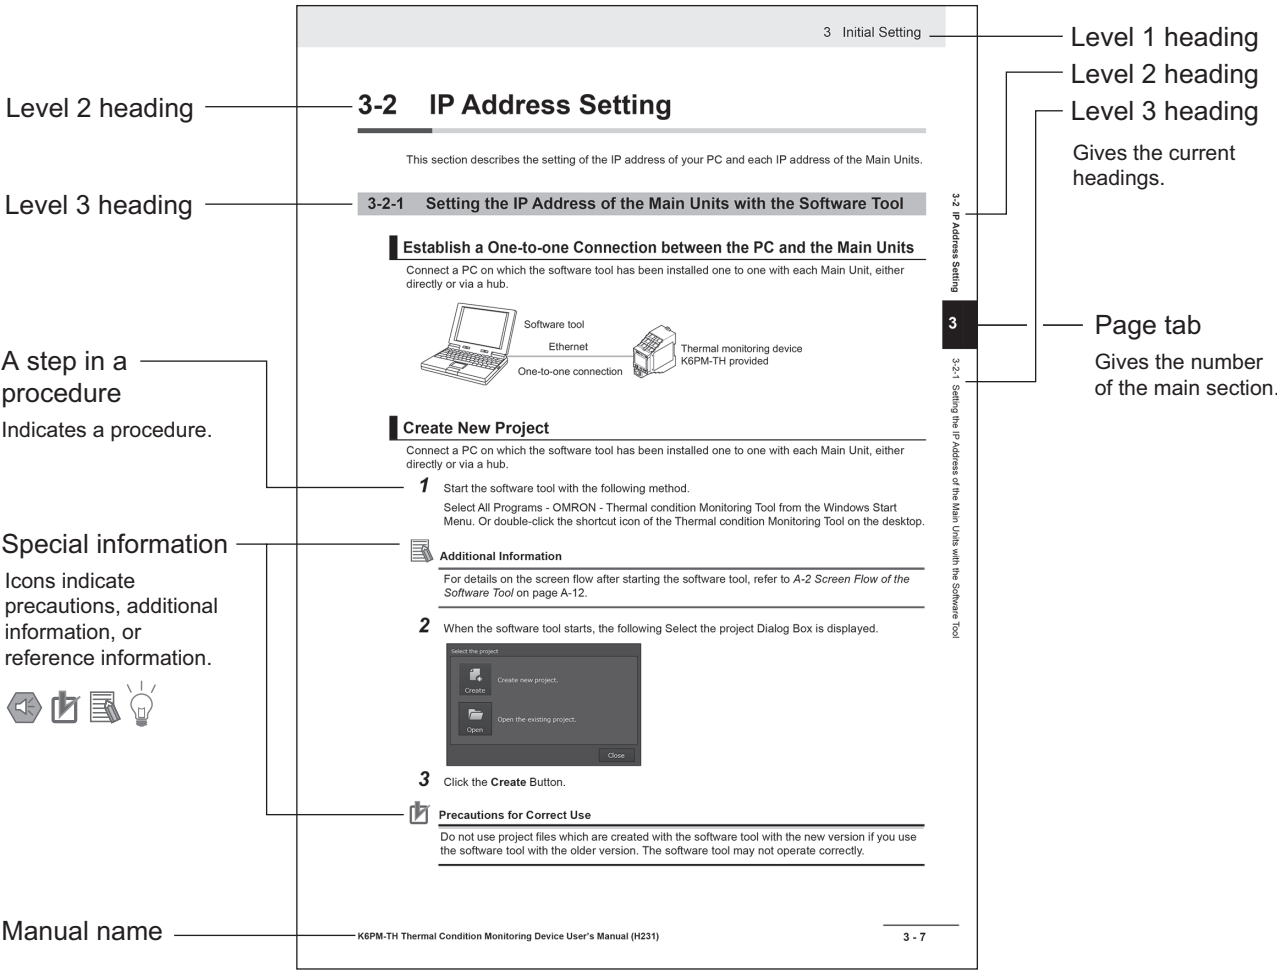 3 Initial Setting
Level 1 heading
Level 2 heading
Level 3 heading
Gives the current
headings.
Level 2 heading
3-2 IP Address Setting
This section describes the setting of the IP address of your PC and each IP address of the Main Units.
Level 3 heading
3-2-1 Setting the IP Address of the Main Units with the Software Tool
3-2 IP Address Setting
Establish a One-to-one Connection between the PC and the Main Units
Connect a PC on which the software tool has been installed one to one with each Main Unit, either
directly or via a hub.
Software tool
Ethernet
One-to-one connection
Thermal monitoring device
K6PM-TH provided
3
Page tab
Gives the number
of the main section.
3-2-1 Setting the IP Address of the Main Units with the Software Tool
A step in a
procedure
Indicates a procedure.
Create New Project
Connect a PC on which the software tool has been installed one to one with each Main Unit, either
directly or via a hub.
1 Start the software tool with the following method.
Select All Programs - OMRON - Thermal condition Monitoring Tool from the Windows Start
Menu. Or double-click the shortcut icon of the Thermal condition Monitoring Tool on the desktop.
Special information
Icons indicate
precautions, additional
information, or
reference information.
Additional Information
For details on the screen flow after starting the software tool, refer to A-2 Screen Flow of the
Software Tool on page A-12.
2 When the software tool starts, the following Select the project Dialog Box is displayed.
Select the project
Create
Create new project.
Open
Open the existing project.
Close
3 Click the Create Button.
Precautions for Correct Use
Do not use project files which are created with the software tool with the new version if you use
the software tool with the older version. The software tool may not operate correctly.
Manual name
K6PM-TH Thermal Condition Monitoring Device User's Manual (H231)
3 - 7